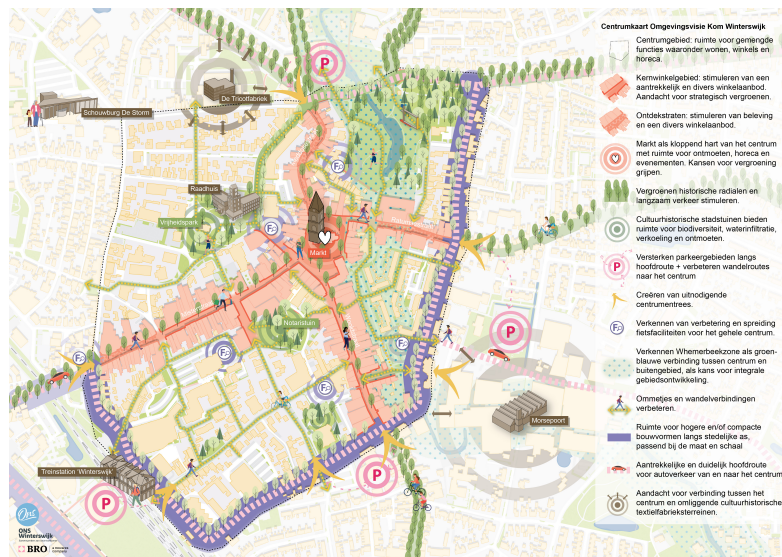 Centrumkaart Omgevingsvisie Kom Winterswijk
Centrumgebied: ruimte voor gemengde
functies waaronder wonen, winkels en
horeca.
Kernwinkelgebied: stimuleren van een
aantrekkelijk en divers winkelaanbod.
Aandacht voor strategisch vergroenen.
Ontdekstraten: stimuleren van beleving
en een divers winkelaanbod.
Markt als kloppend hart van het centrum
met ruimte voor ontmoeten, horeca en
evenementen. Kansen voor vergroening
grijpen.
Vergroenen historische radialen en
langzaam verkeer stimuleren.
Cultuurhistorische stadstuinen bieden
ruimte voor biodiversiteit, waterinfiltratie,
verkoeling en ontmoeten.
P
Versterken parkeergebieden langs
hoofdroute + verbeteren wandelroutes
naar het centrum
Creëren van uitnodigende
centrumentrees.
F
Verkennen van verbetering en spreiding
fietsfaciliteiten voor het gehele centrum.
Verkennen Whemerbeekzone als groen-
blauwe verbinding tussen centrum en
buitengebied, als kans voor integrale
gebiedsontwikkeling.
Ommetjes en wandelverbindingen
verbeteren.
Ruimte voor hogere en/of compacte
bouwvormen langs stedelijke as,
passend bij de maat en schaal
Aantrekkelijke en duidelijk hoofdroute
voor autoverkeer van en naar het centrum
Aandacht voor verbinding tussen het
centrum en omliggende cultuurhistorische
textielfabrieksterreinen.
P
De Tricotfabriek
Schouwburg De Storm
F
Raadhuis
Vrijheidspark
F
Markt
P
Notaristuin
F
F
F
F
Morsepoort
Treinstation 'Winterswijk'
P
P
Ons
ONS
Winterswijk
BRO